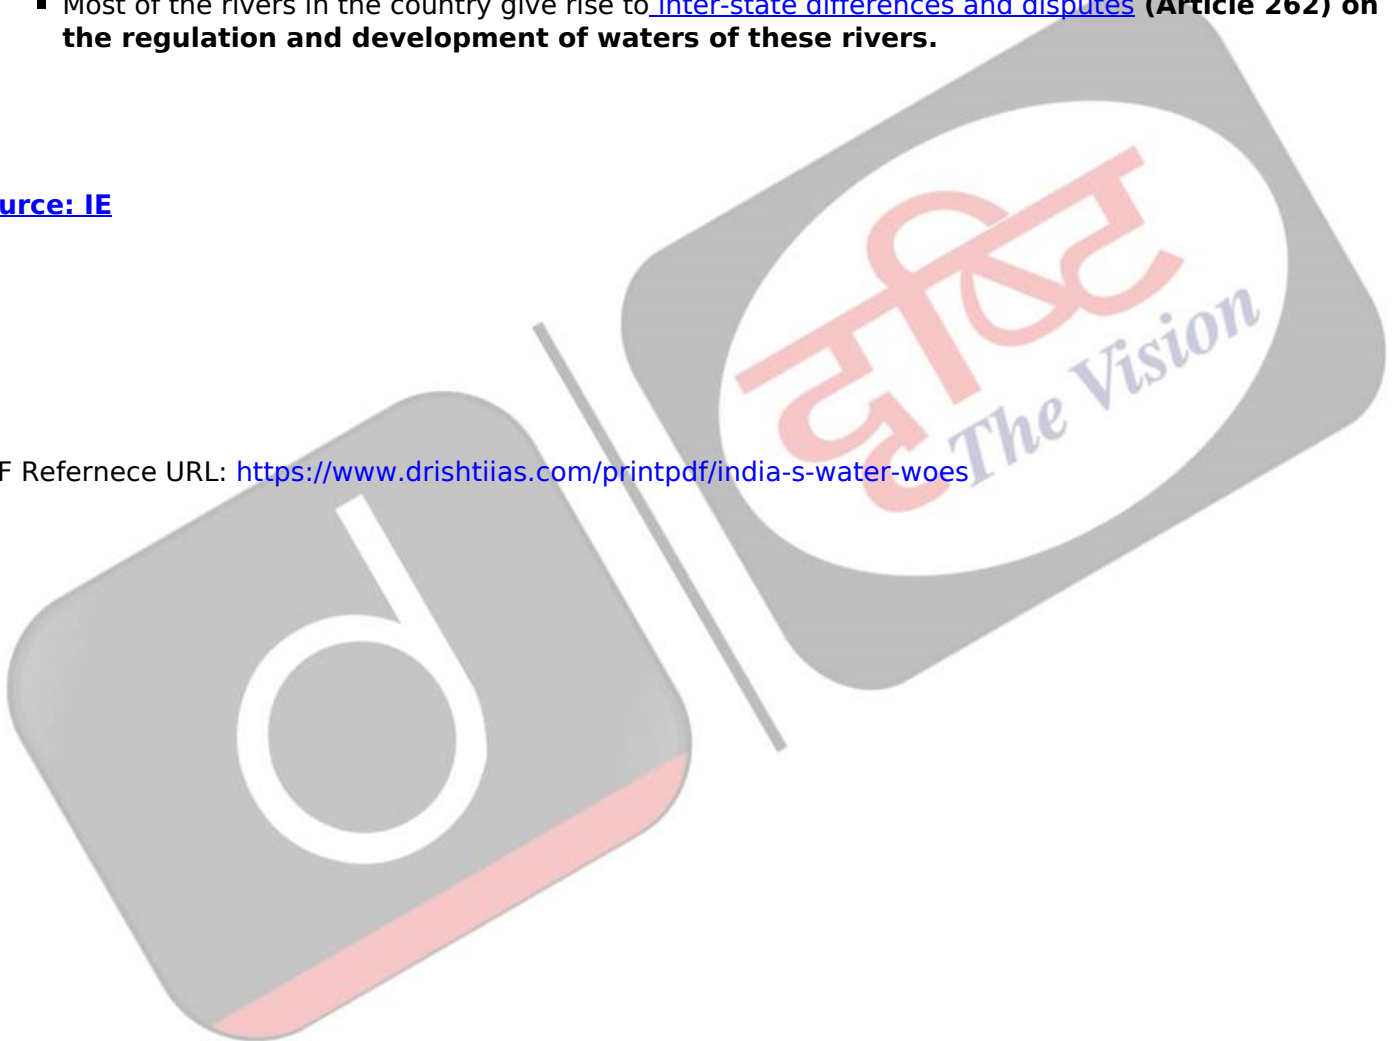 Most of the rivers in the country give rise to inter-state differences and disputes (Article 262) on
the regulation and development of waters of these rivers.
urce: IE
दृष्टि
The Vision
F Refernece URL: https://www.drishtiias.com/printpdf/india-s-water-woes
d